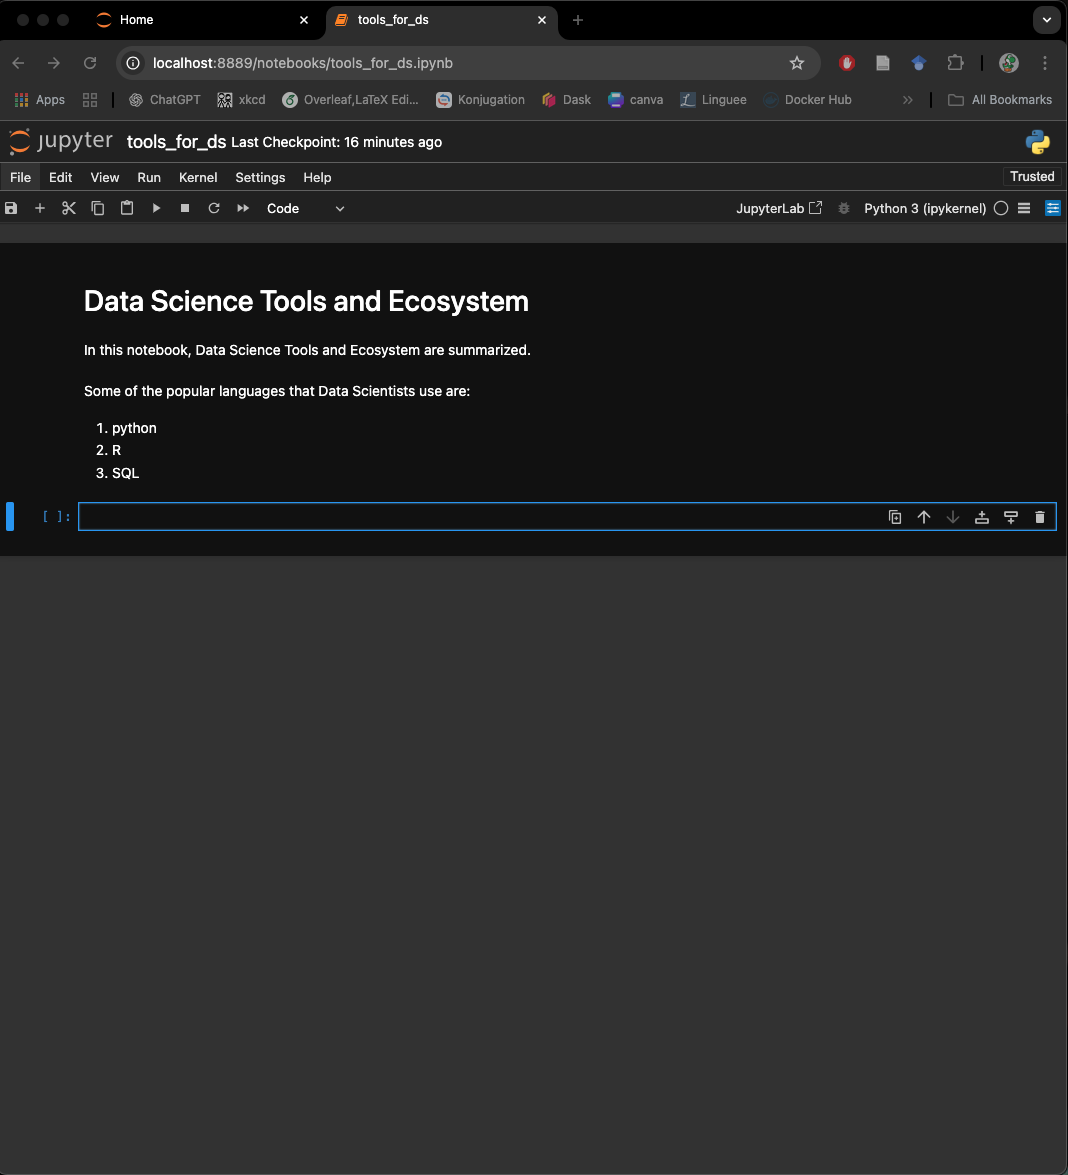 Home
tools_for_ds
localhost:8889/notebooks/tools_for_ds.ipynb
Apps ChatGPT xkcd Overleaf,LaTeX Edi... Konjugation Dask canva Linguee Docker Hub All Bookmarks
jupyter tools_for_ds Last Checkpoint: 16 minutes ago
File Edit View Run Kernel Settings Help Trusted
Code JupyterLab Python 3 (ipykernel)
Data Science Tools and Ecosystem
In this notebook, Data Science Tools and Ecosystem are summarized.
Some of the popular languages that Data Scientists use are:
1. python
2. R
3. SQL
[ ]: